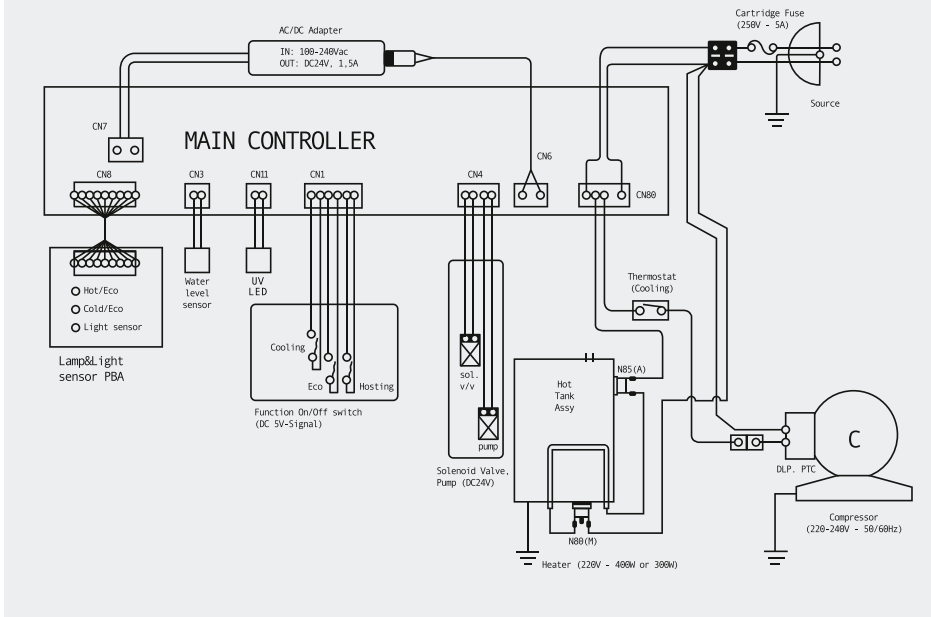 Cartridge Fuse
(250V - 5A)
AC/DC Adapter
IN: 100-240Vac
OUT: DC24V, 1,5A
Source
CN7
MAIN CONTROLLER
CN6
CN8
CN3
CN11
CN1
CN4
CN80
Hot/Eco
Cold/Eco
Light sensor
Lamp&Light
sensor PBA
Water
level
sensor
UV
LED
Cooling
Eco
Hosting
Function On/Off switch
(DC 5V-Signal)
sol.
v/v
pump
Solenoid Valve,
Pump (DC24V)
Thermostat
(Cooling)
N85(A)
Hot
Tank
Assy
N80(M)
Heater (220V - 400W or 300W)
C
DLP. PTC
Compressor
(220-240V - 50/60Hz)